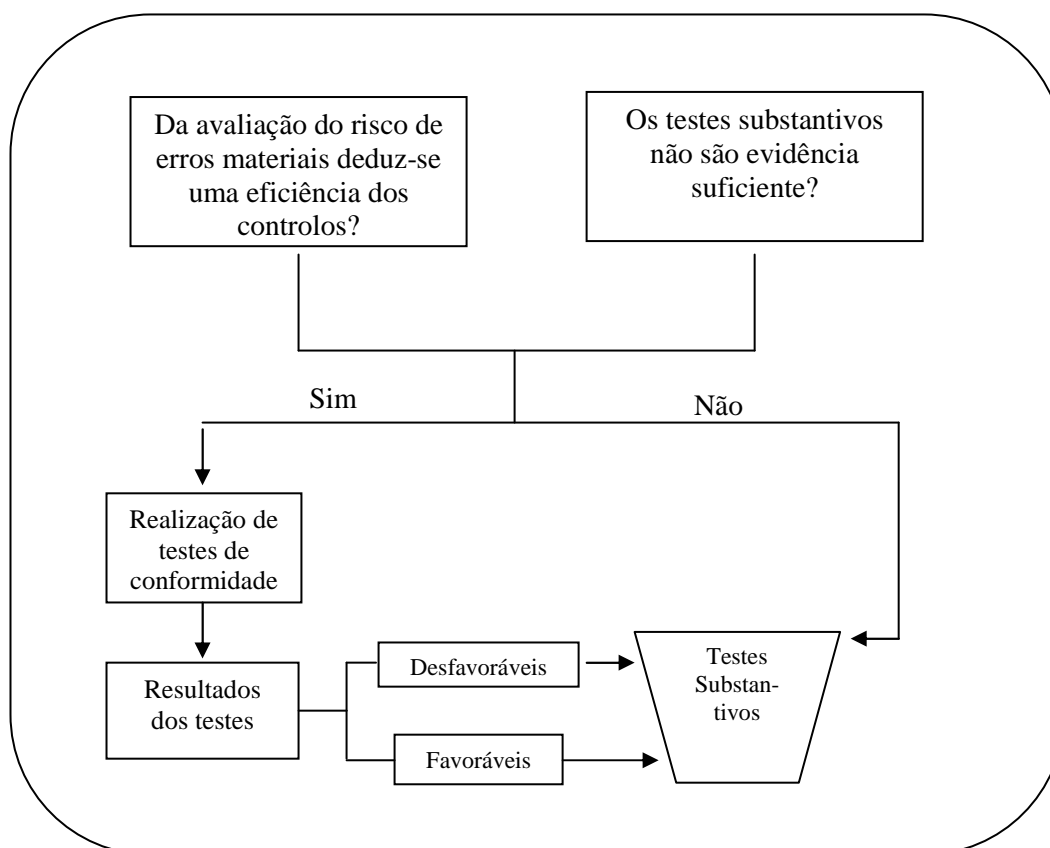 Da avaliação do risco de
erros materiais deduz-se
uma eficiência dos
controlos?
Os testes substantivos
não são evidência
suficiente?
Sim
Não
Realização de
testes de
conformidade
Resultados
dos testes
Desfavoráveis
Favoráveis
Testes
Substan-
tivos